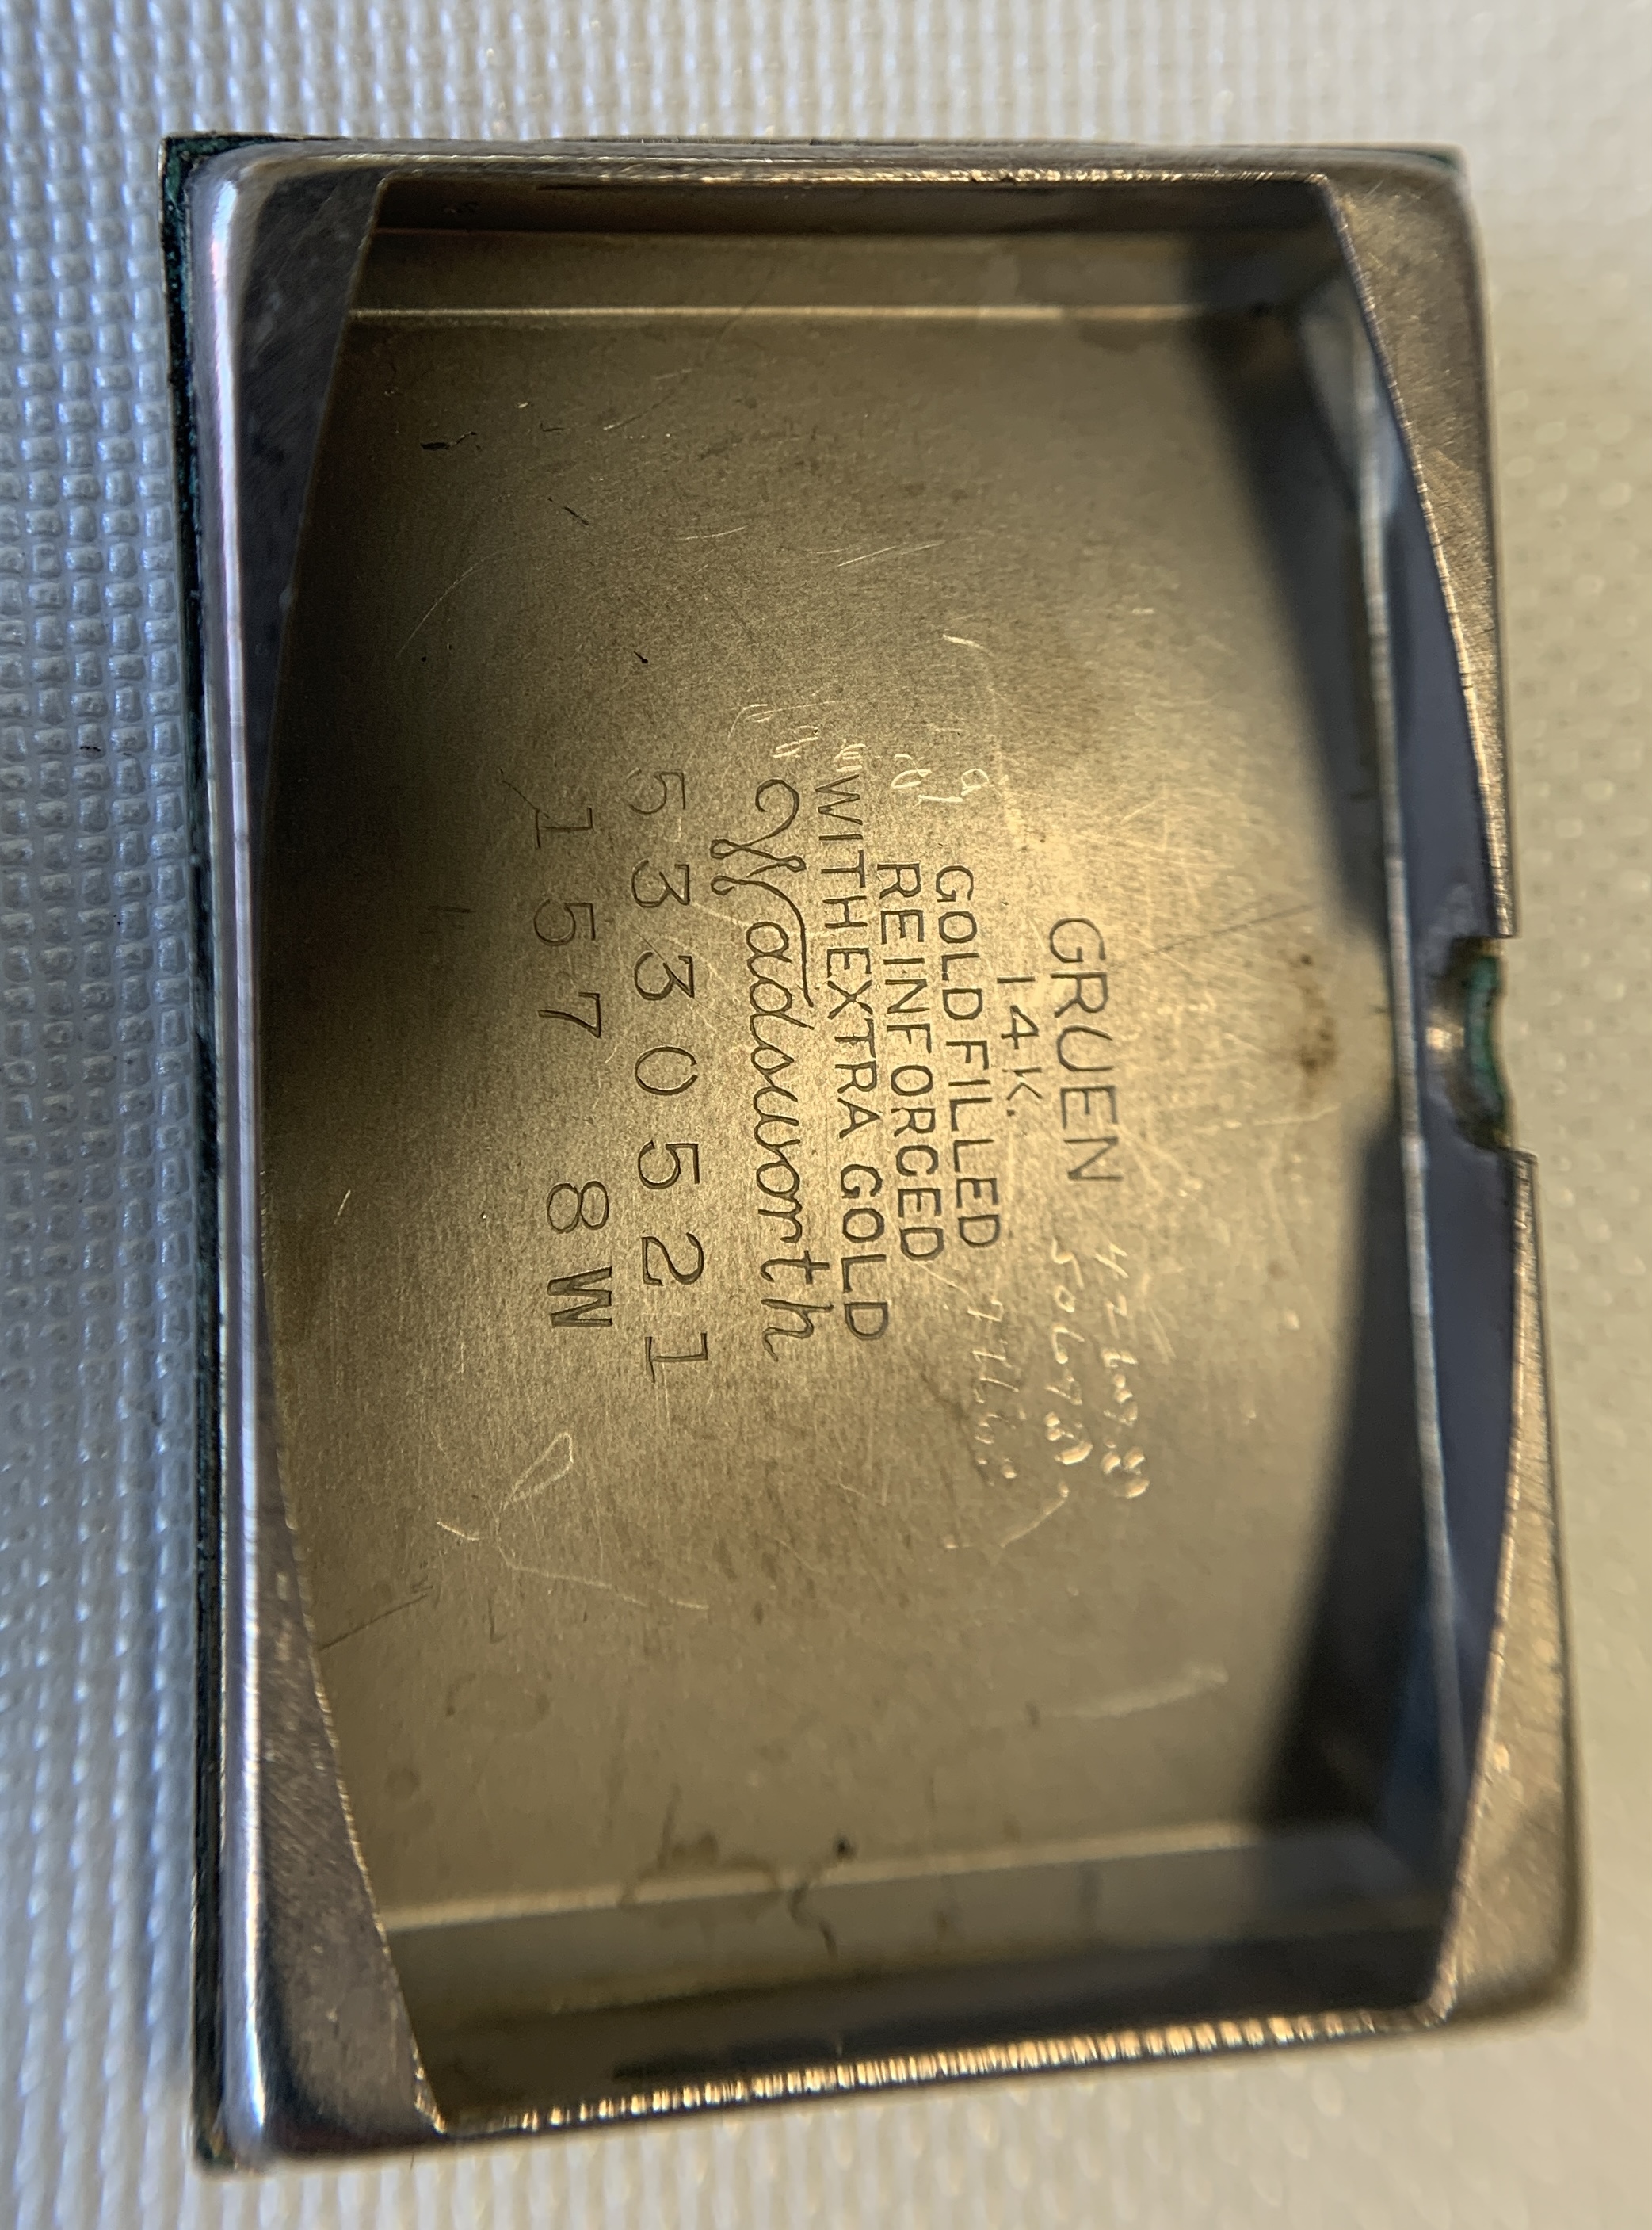 GRUEN
14K.
GOLD FILLED
REINFORCED
WITH EXTRA GOLD
Wadsworth
5330521
157 8W